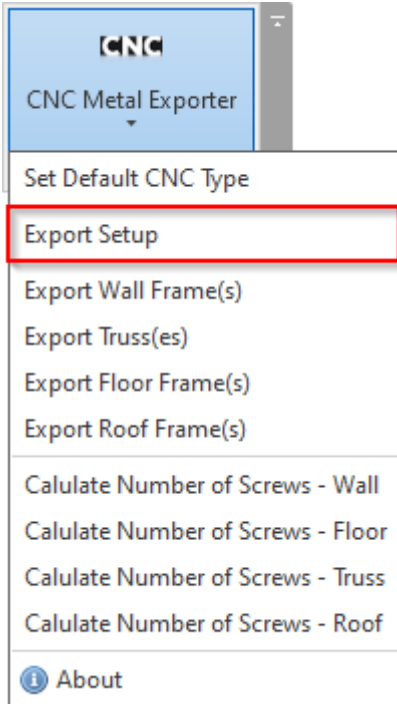 CNC
CNC Metal Exporter
Set Default CNC Type
Export Setup
Export Wall Frame(s)
Export Truss(es)
Export Floor Frame(s)
Export Roof Frame(s)
Calulate Number of Screws - Wall
Calulate Number of Screws - Floor
Calulate Number of Screws - Truss
Calulate Number of Screws - Roof
About